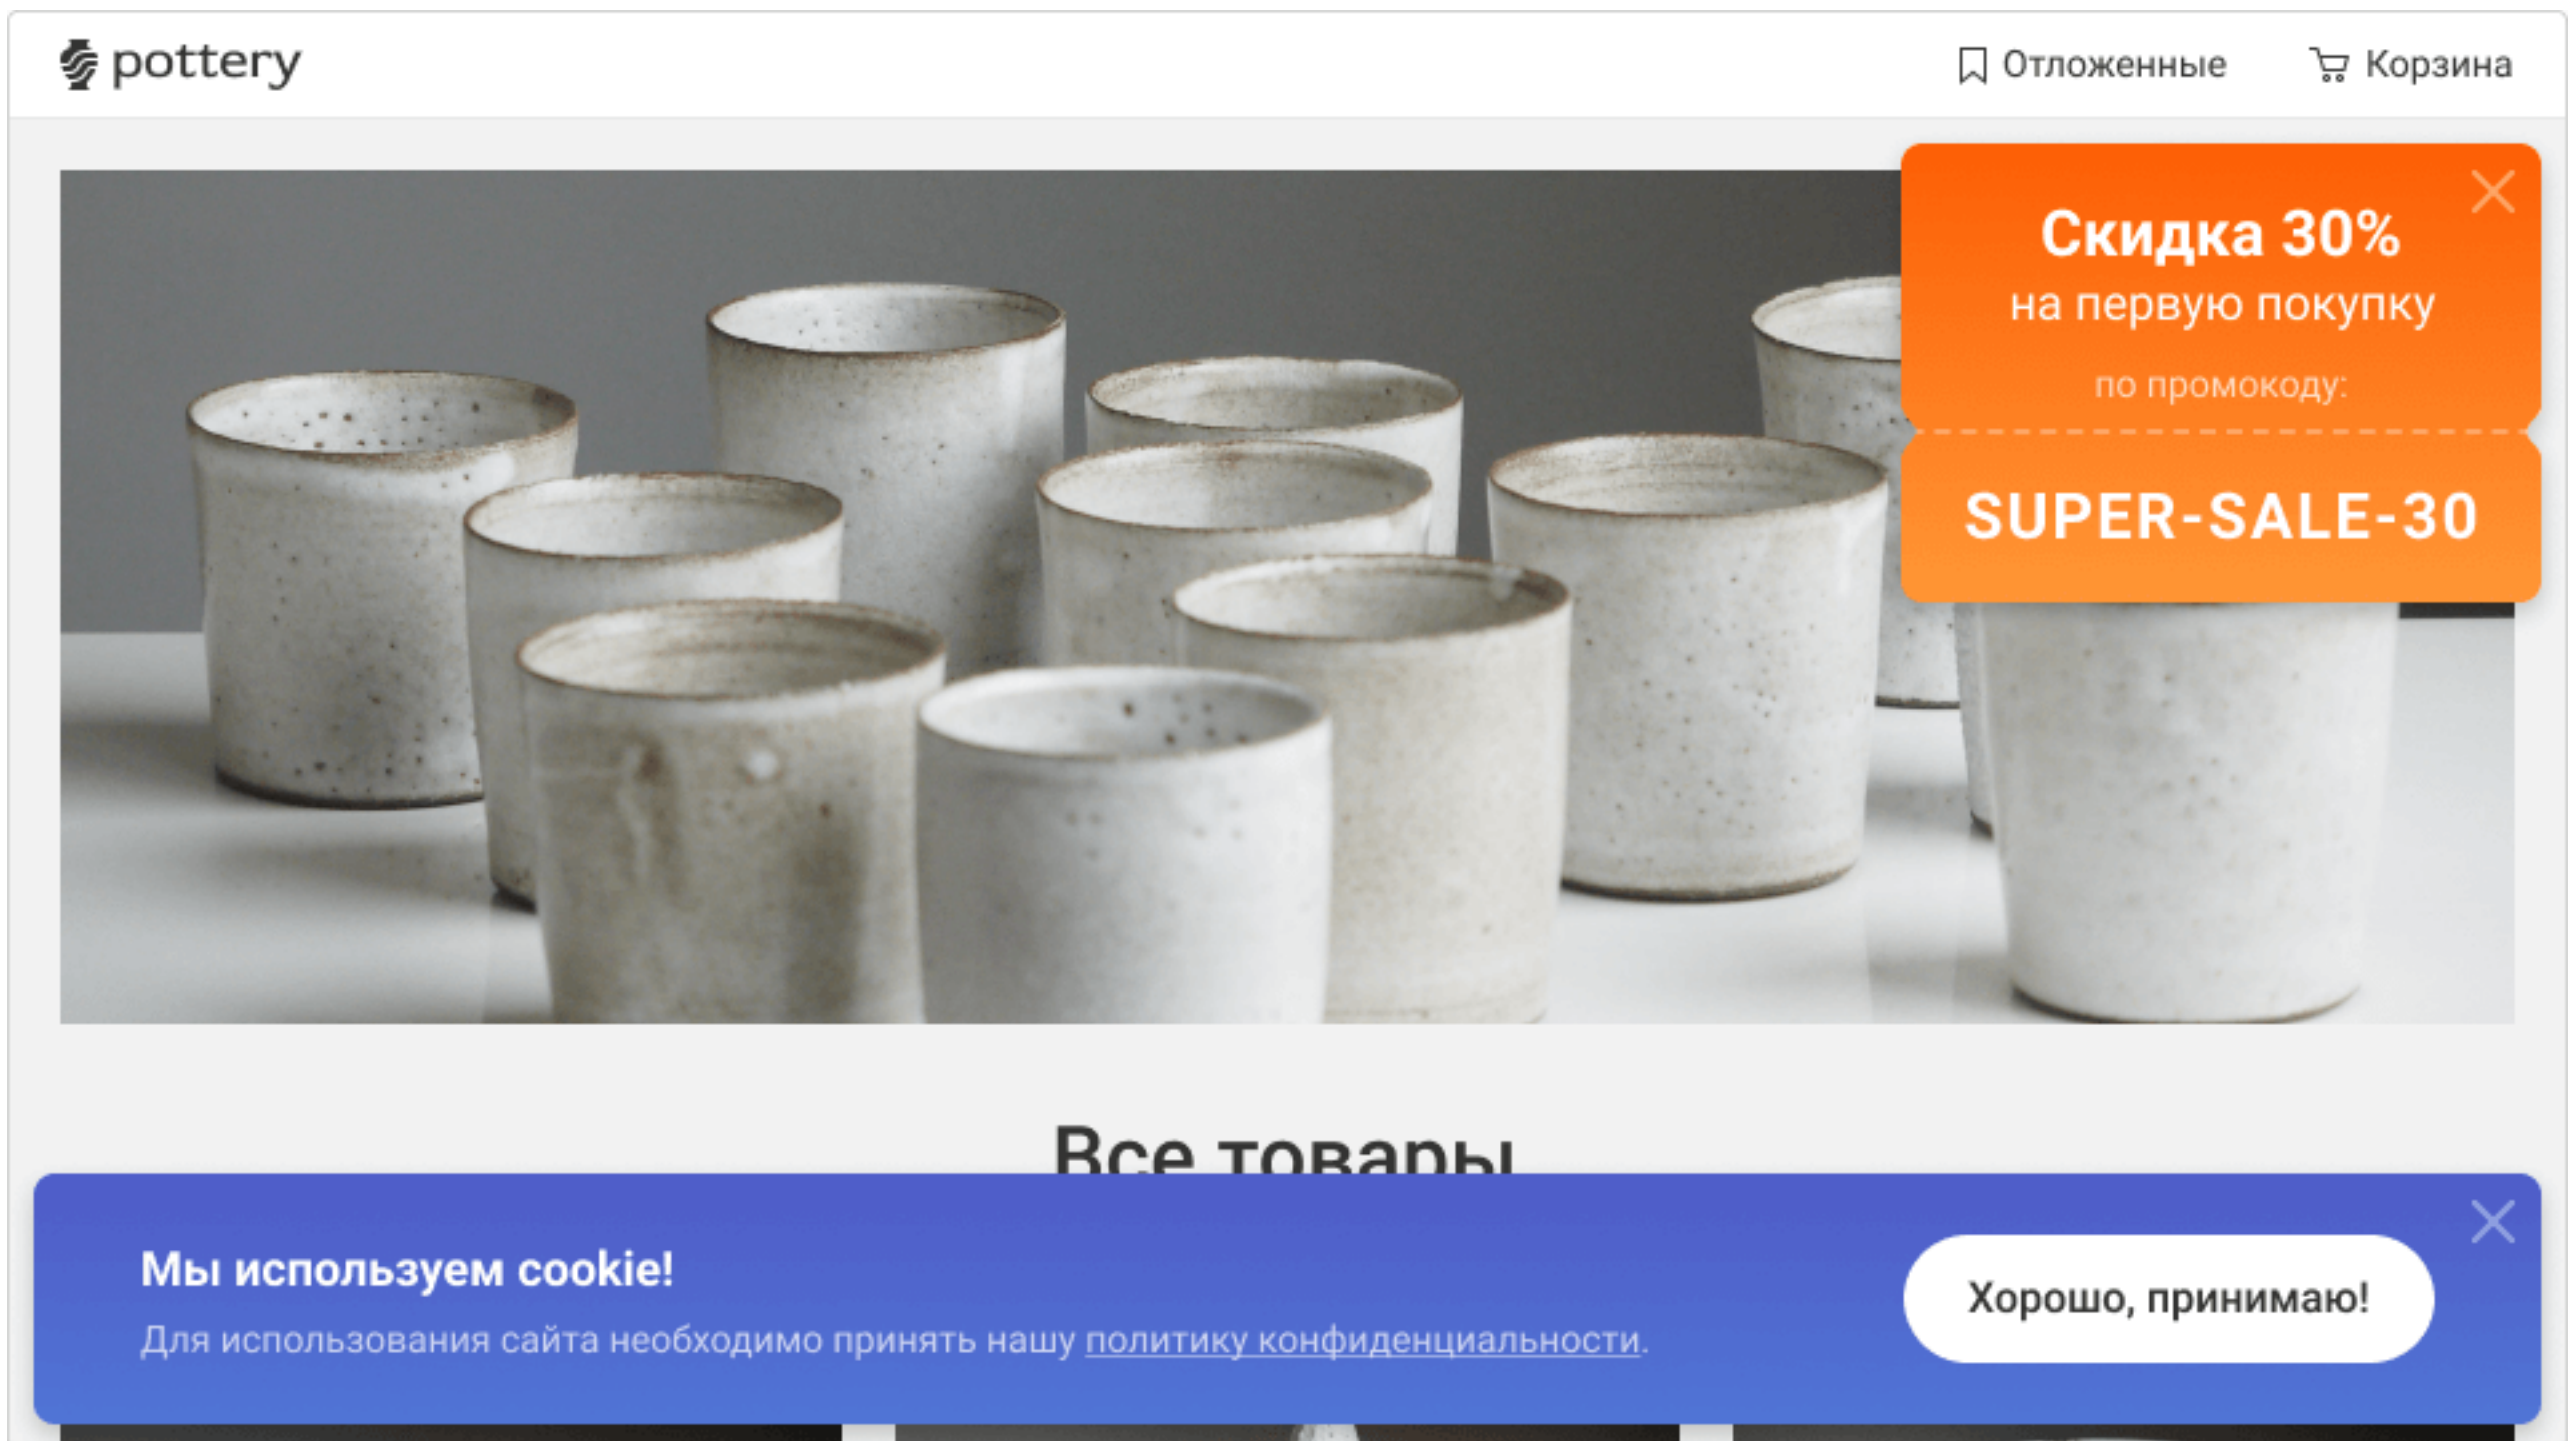 pottery
Отложенные
Корзина
Скидка 30%
на первую покупку
по промокоду:
SUPER-SALE-30
Все товары
Мы используем cookie!
Для использования сайта необходимо принять нашу политику конфиденциальности.
Хорошо, принимаю!